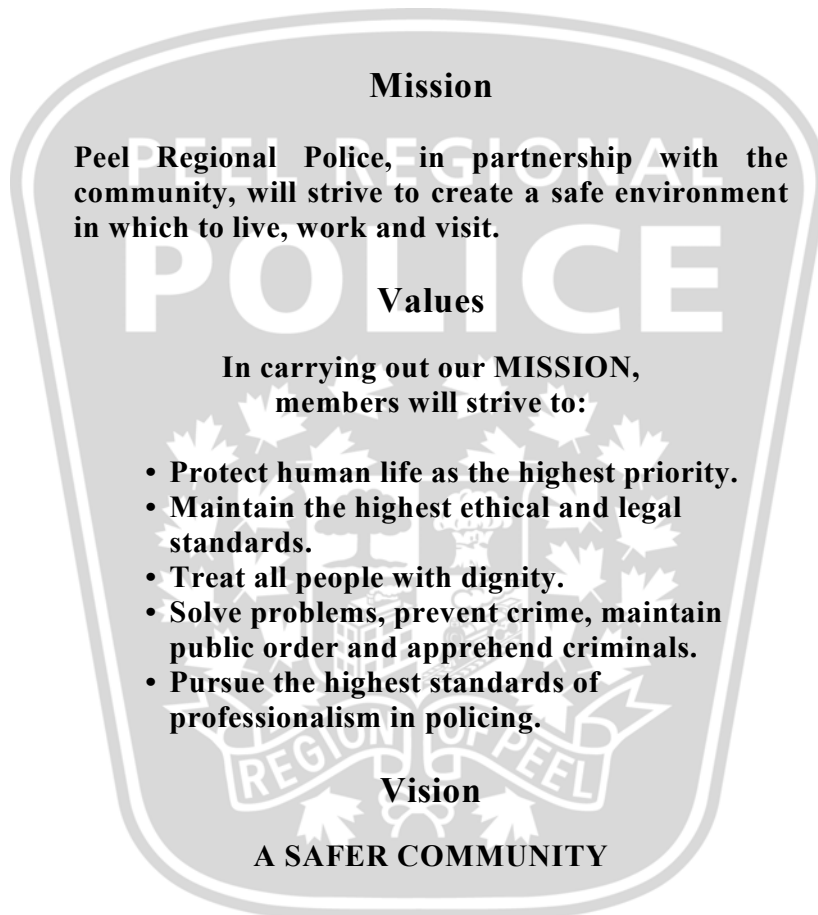 Mission
PEEL REGIONAL
Peel Regional Police, in partnership with the
community, will strive to create a safe environment
in which to live, work and visit.
POLICE
Values
In carrying out our MISSION,
members will strive to:
• Protect human life as the highest priority.
• Maintain the highest ethical and legal
standards.
• Treat all people with dignity.
• Solve problems, prevent crime, maintain
public order and apprehend criminals.
• Pursue the highest standards of
professionalism in policing.
REGION OF PEEL
Vision
A SAFER COMMUNITY